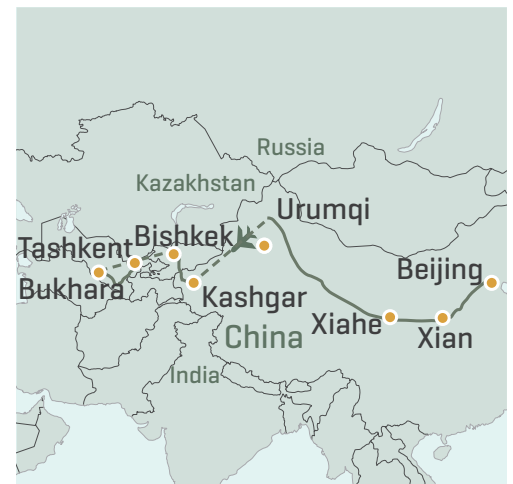 Russia
Kazakhstan
Urumqi
Bishkek
Tashkent
Beijing
Bukhara
Kashgar
Xiahe
China
Xian
India